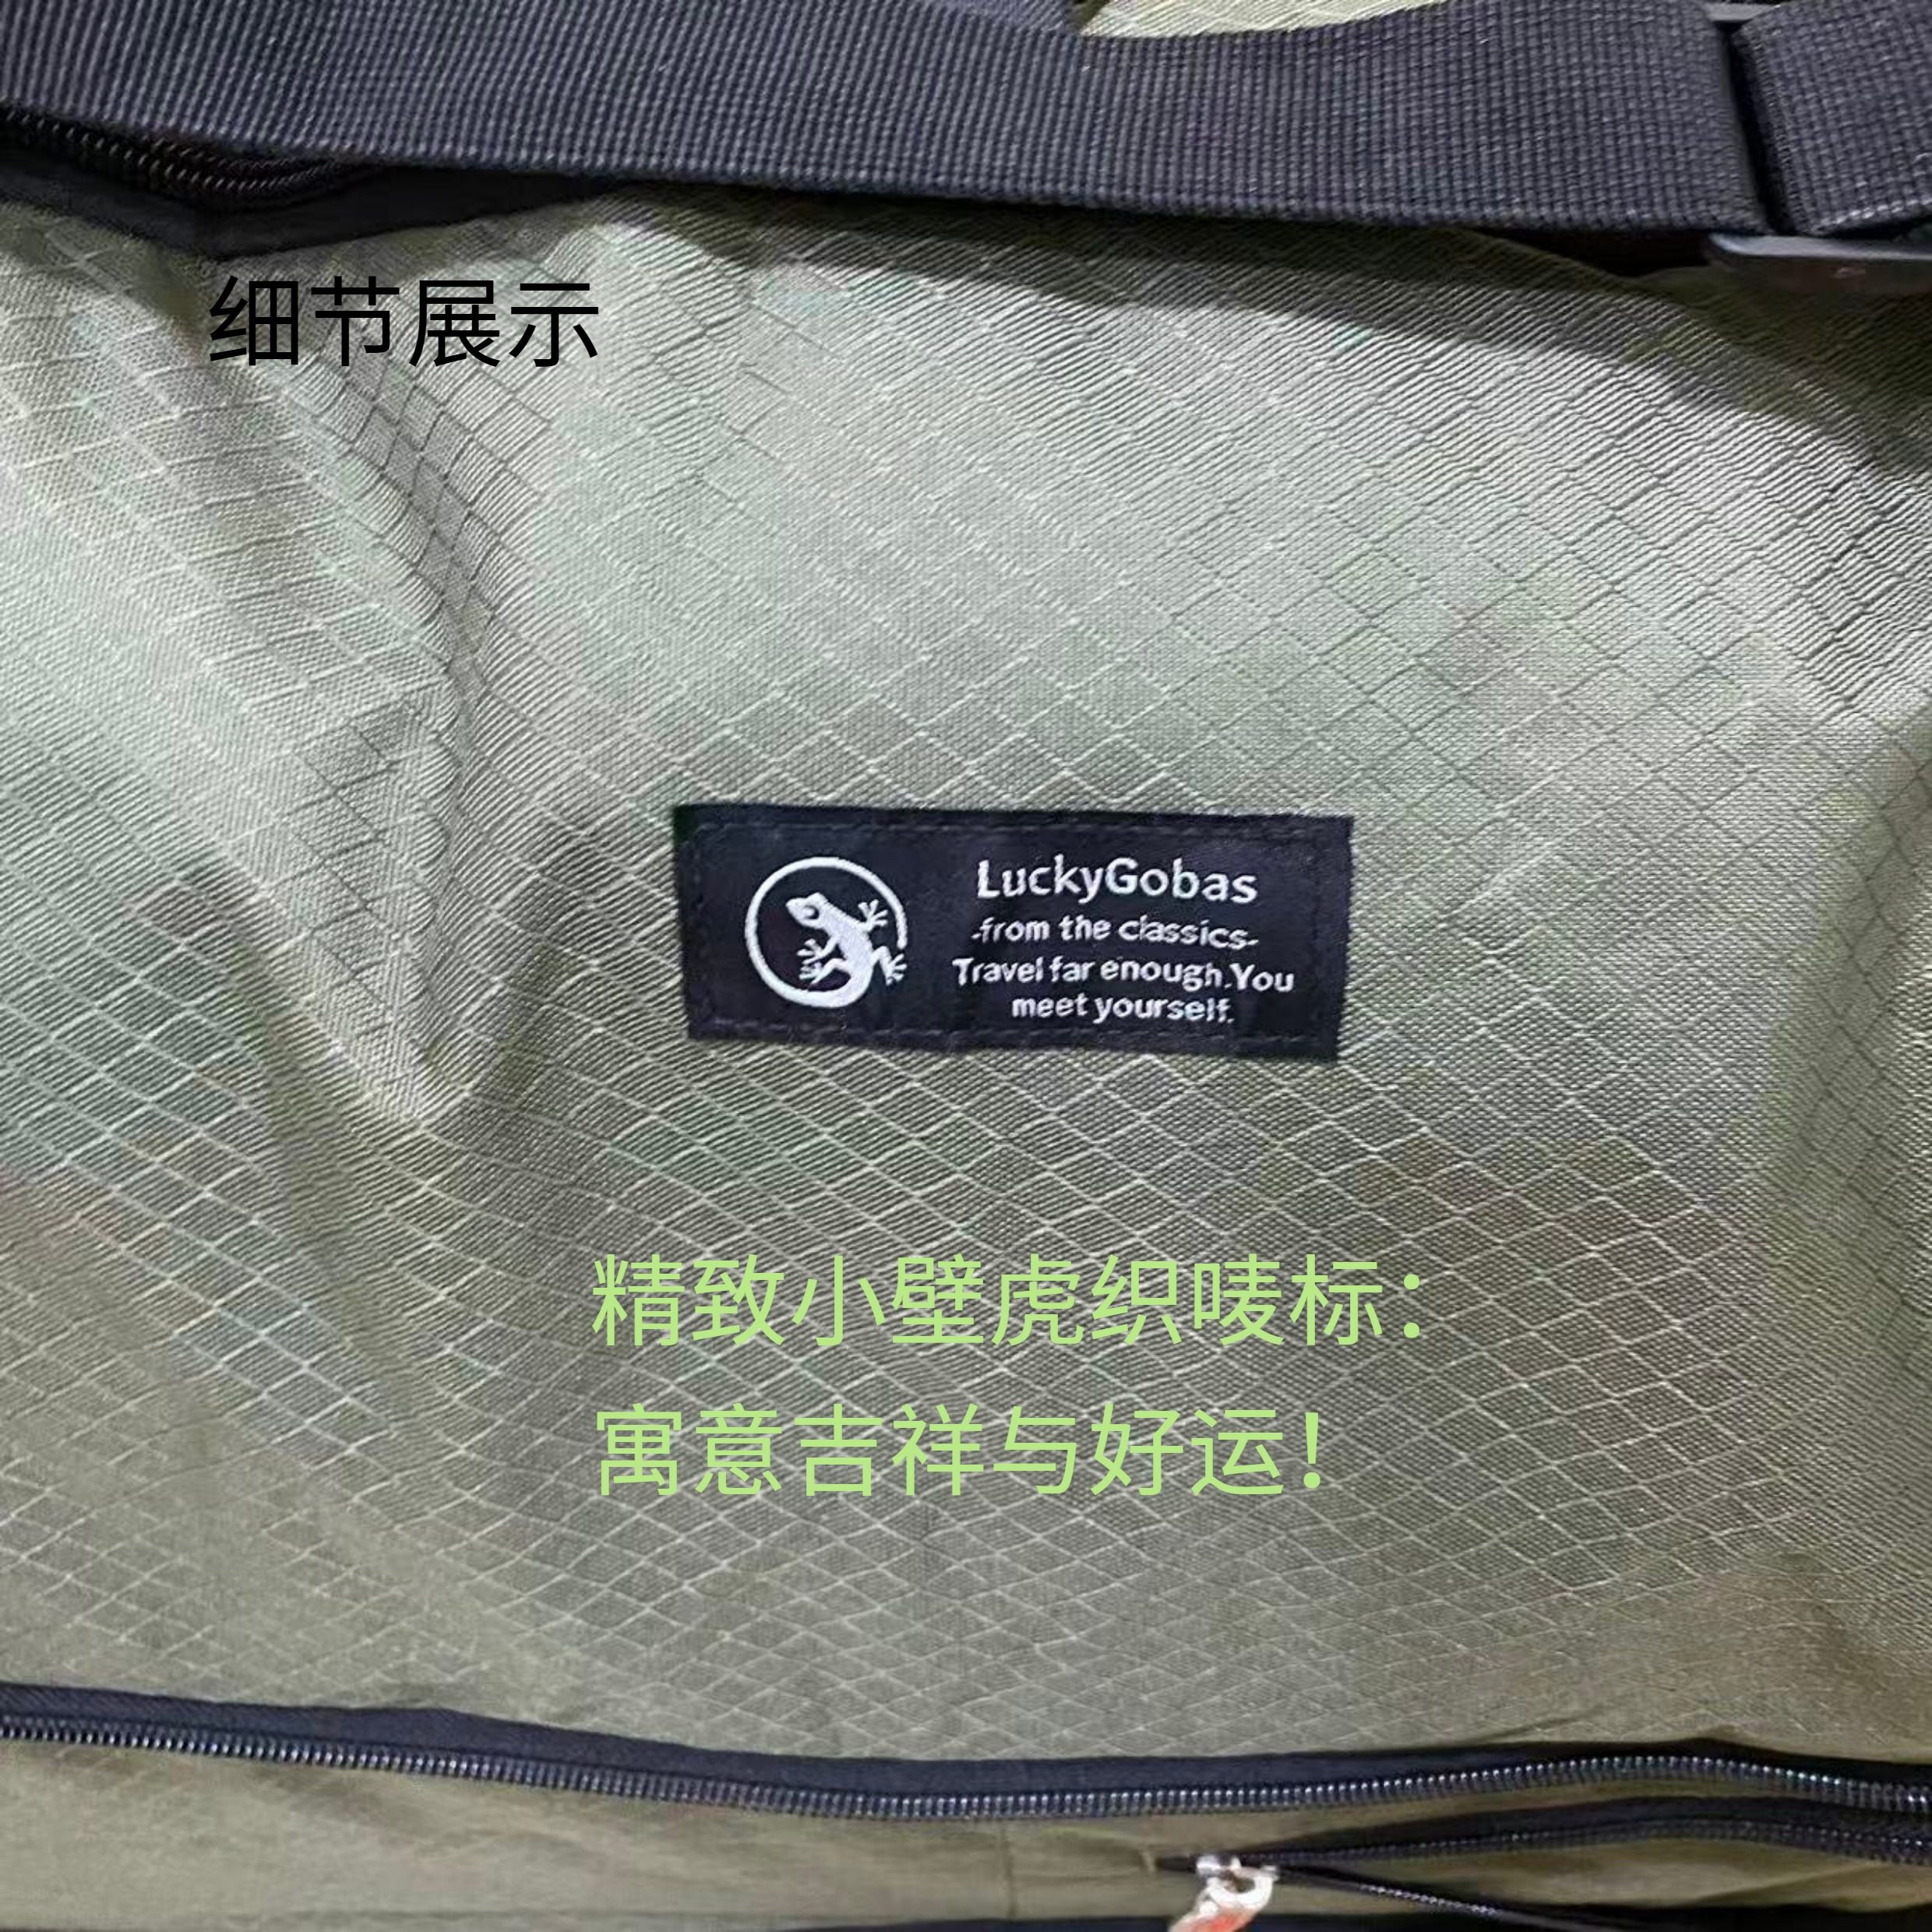 细节展示
LuckyGobas
-from the classics-
Travel far enough.You
meet yourself.
精致小壁虎织唛标：
寓意吉祥与好运！